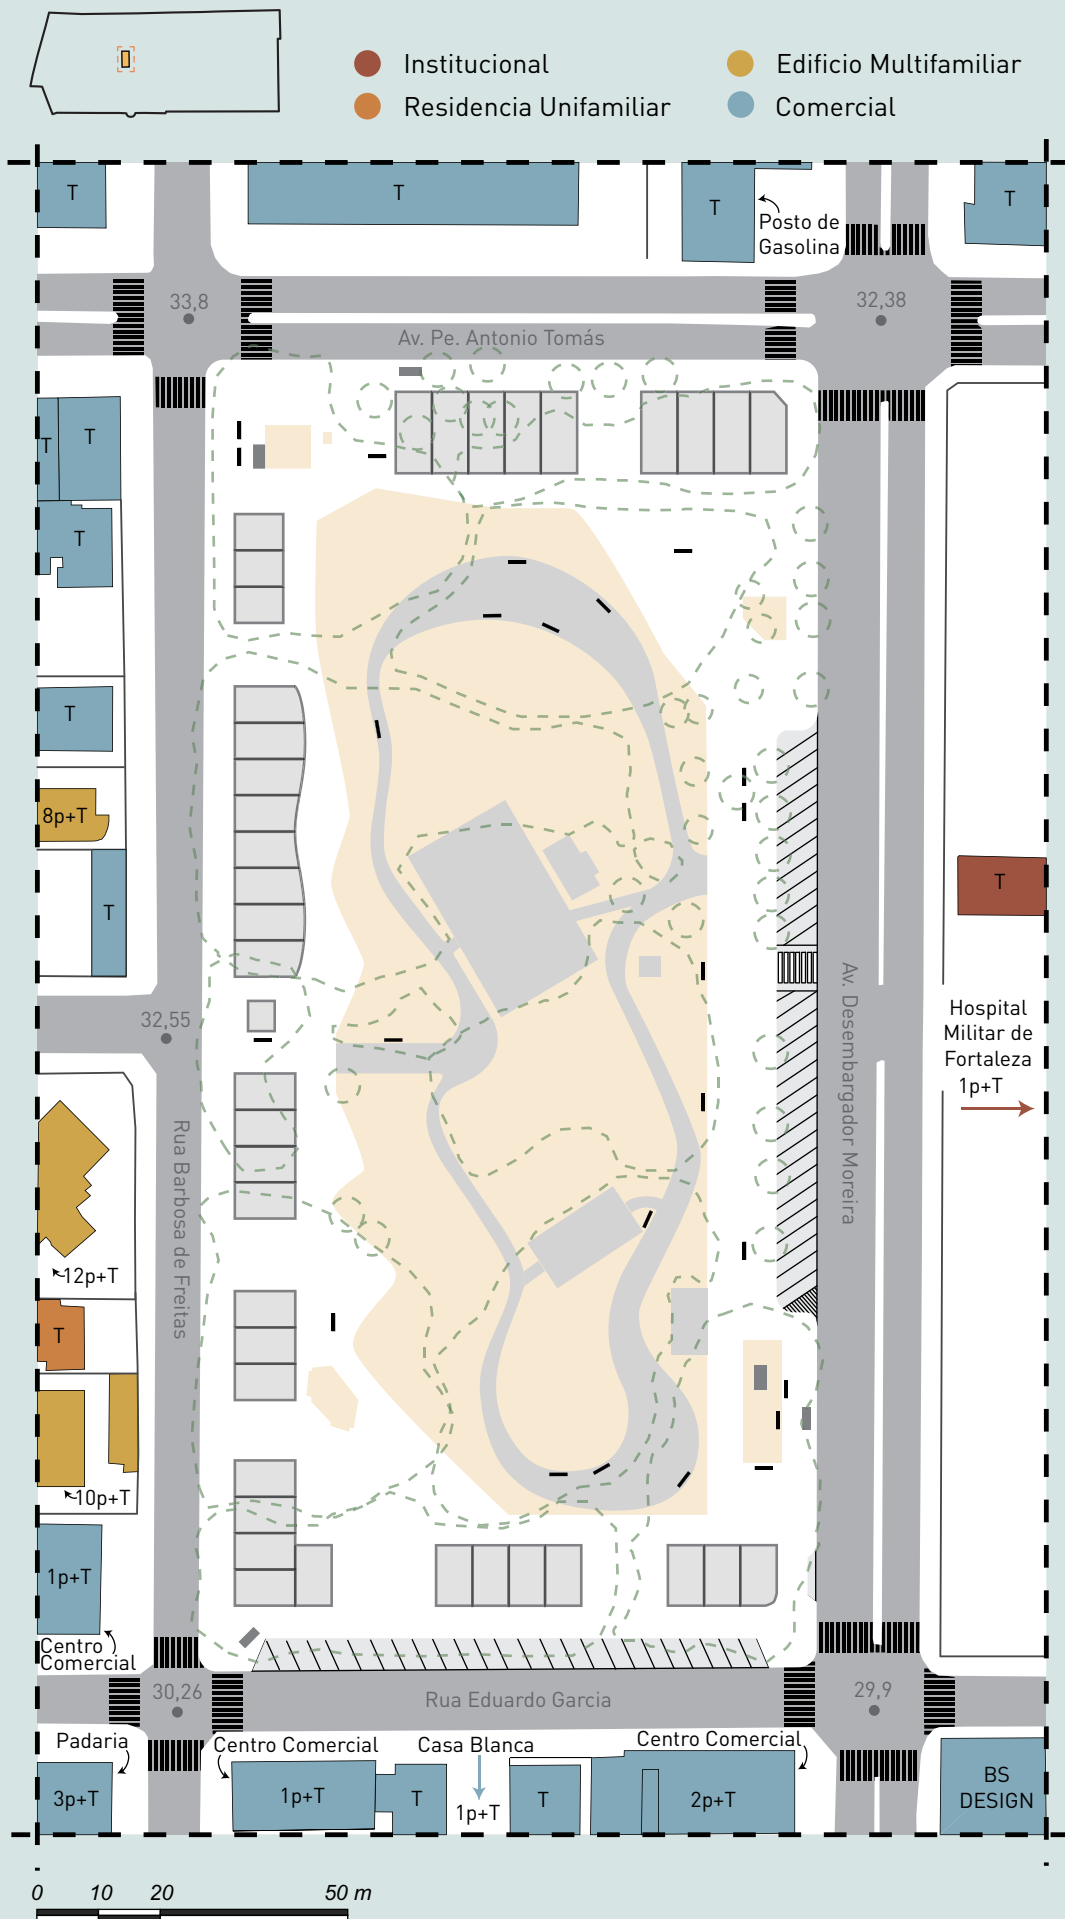 Institucional
Edificio Multifamiliar
Residencia Unifamiliar
Comercial
T
T
T
T
Posto de
Gasolina
33,8
32,38
Av. Pe. Antonio Tomás
T
T
T
T
8p+T
T
T
32,55
Av. Desembargador Moreira
Hospital
Militar de
Fortaleza
1p+T
Rua Barbosa de Freitas
12p+T
T
10p+T
1p+T
Centro
Comercial
30,26
Rua Eduardo Garcia
29,9
Padaria
Centro Comercial
Casa Blanca
Centro Comercial
3p+T
1p+T
T
1p+T
T
2p+T
BS
DESIGN
0 10 20 50 m